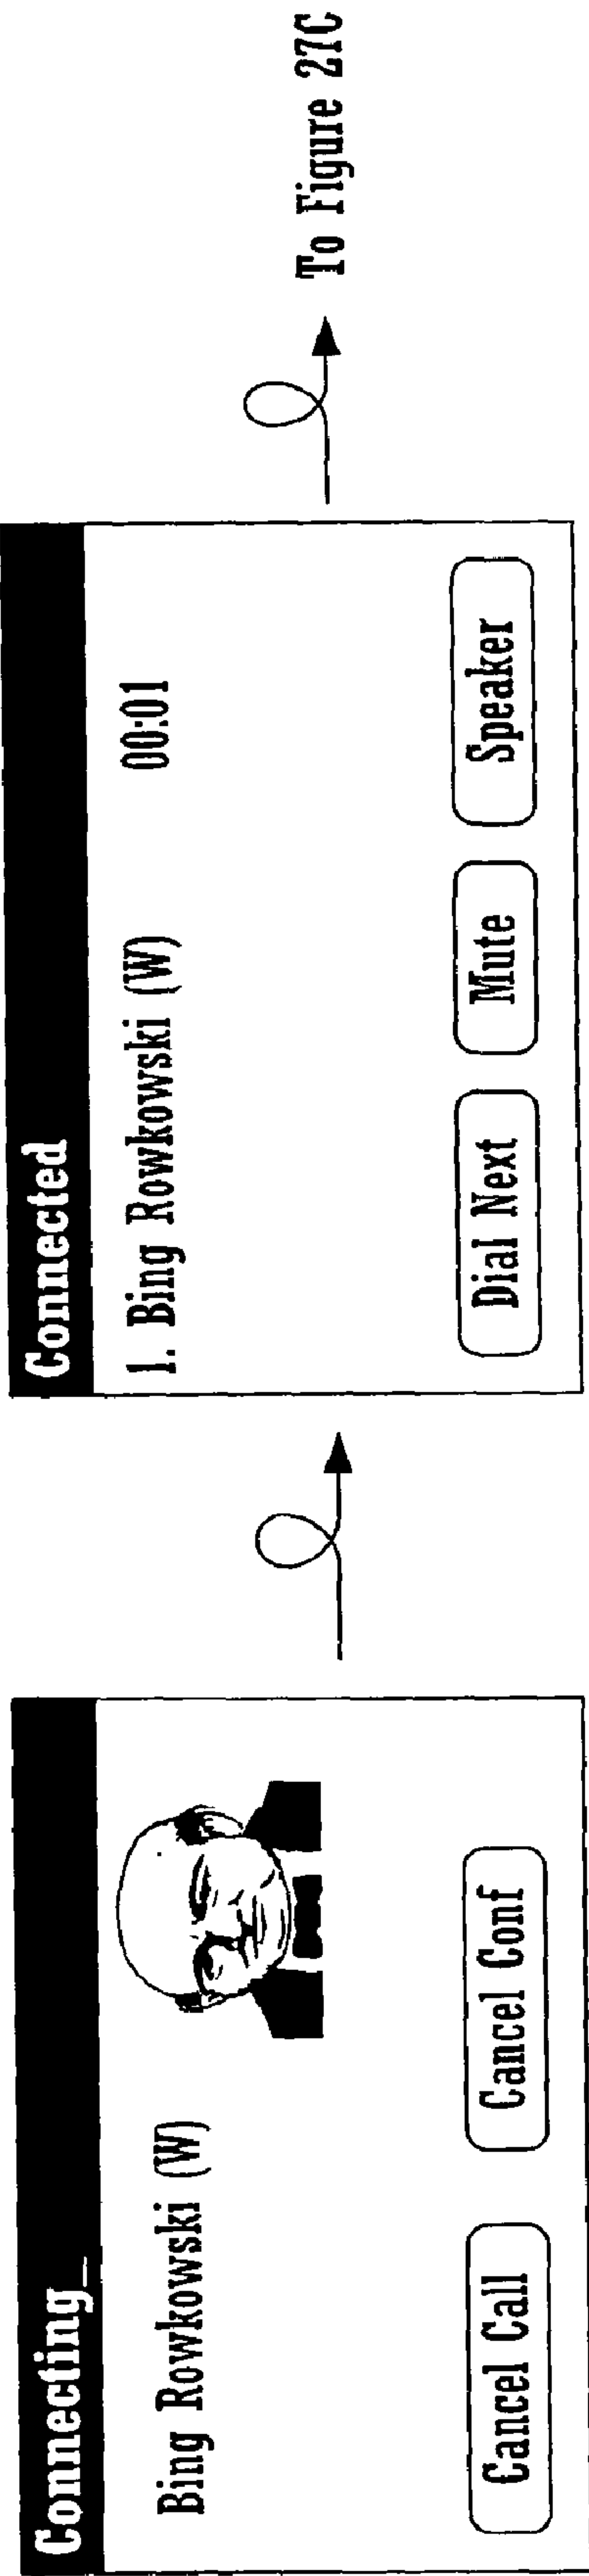 Connecting_
Bing Rowkowski (W)
Cancel Call
Cancel Conf
Connected
1. Bing Rowkowski (W) 00:01
Dial Next
Mute
Speaker
To Figure 27C